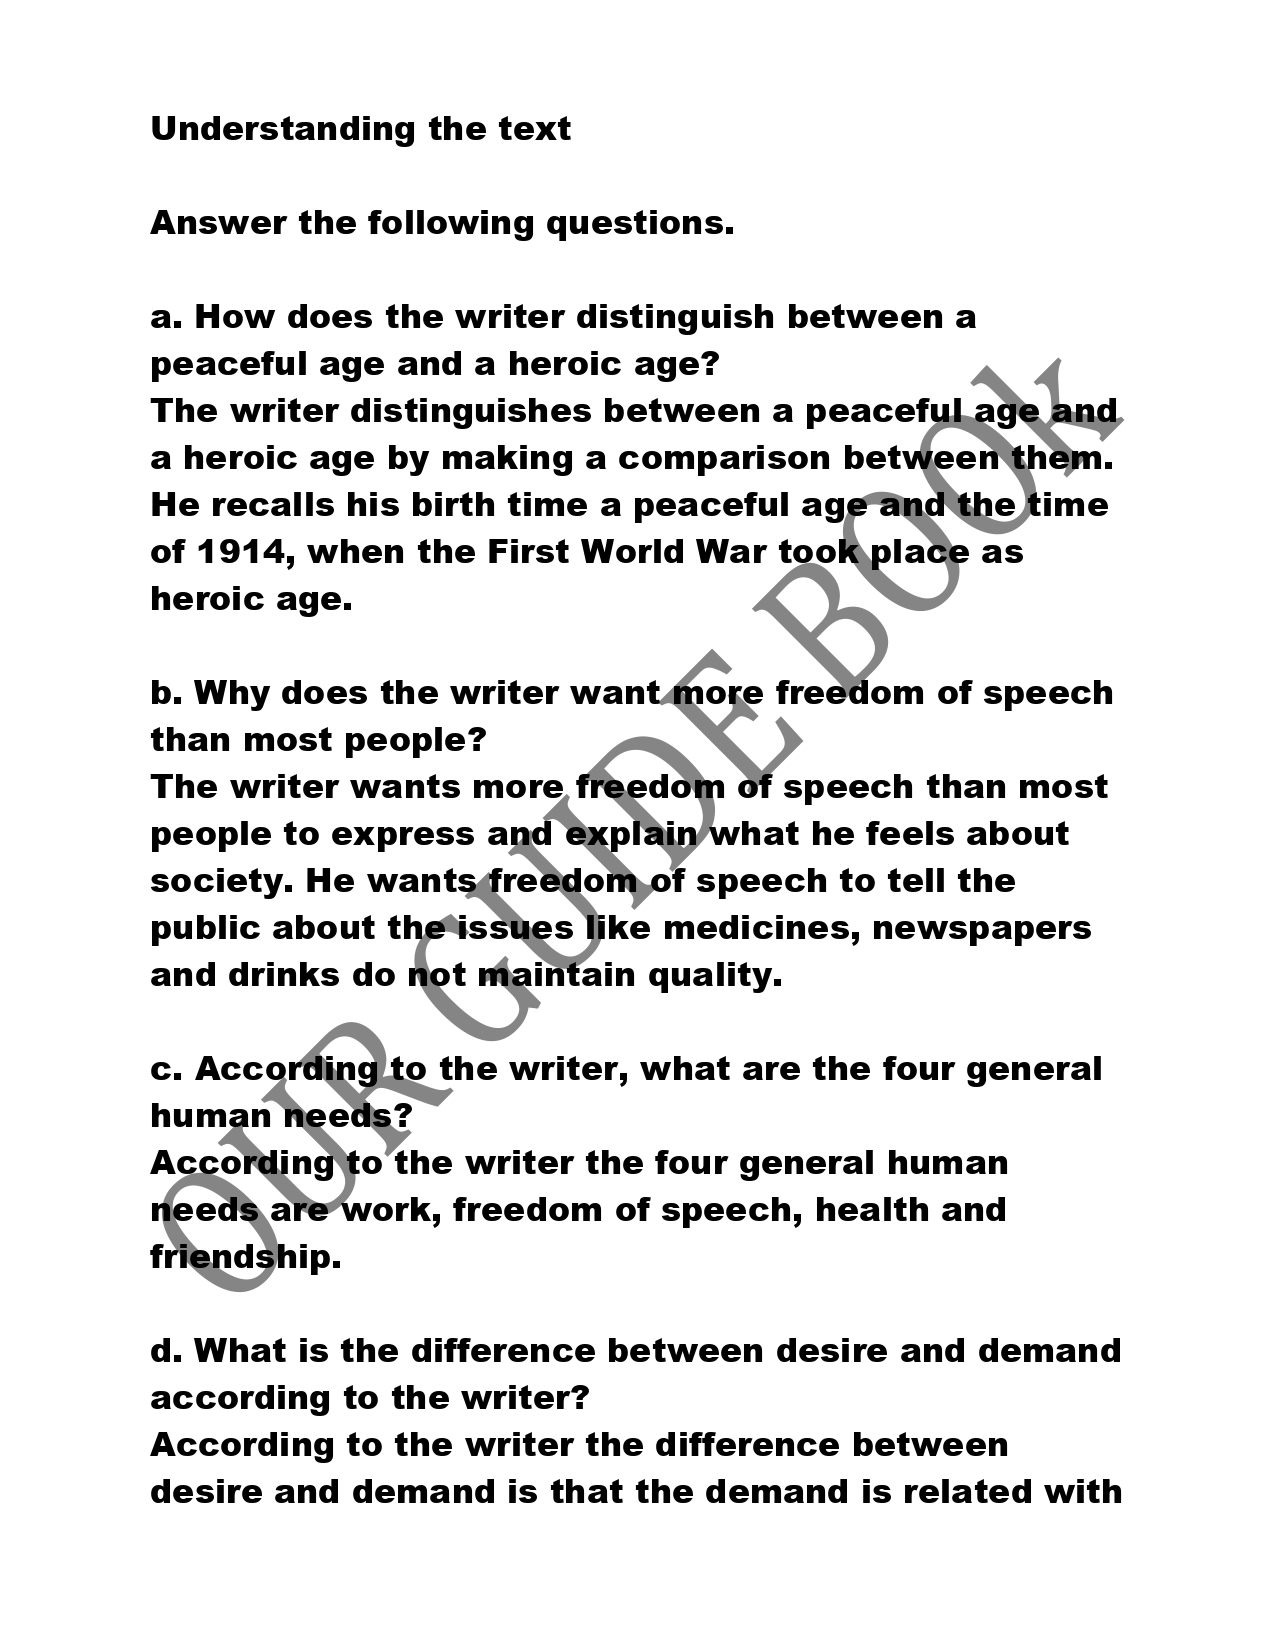 Understanding the text
Answer the following questions.
a. How does the writer distinguish between a
peaceful age and a heroic age?
The writer distinguishes between a peaceful age and
a heroic age by making a comparison between them.
He recalls his birth time a peaceful age and the time
of 1914, when the First World War took place as
heroic age.
b. Why does the writer want more freedom of speech
than most people?
The writer wants more freedom of speech than most
people to express and explain what he feels about
society. He wants freedom of speech to tell the
public about the issues like medicines, newspapers
and drinks do not maintain quality.
c. According to the writer, what are the four general
human needs?
According to the writer the four general human
needs are work, freedom of speech, health and
friendship.
d. What is the difference between desire and demand
according to the writer?
According to the writer the difference between
desire and demand is that the demand is related with
OUR GUIDE BOOk